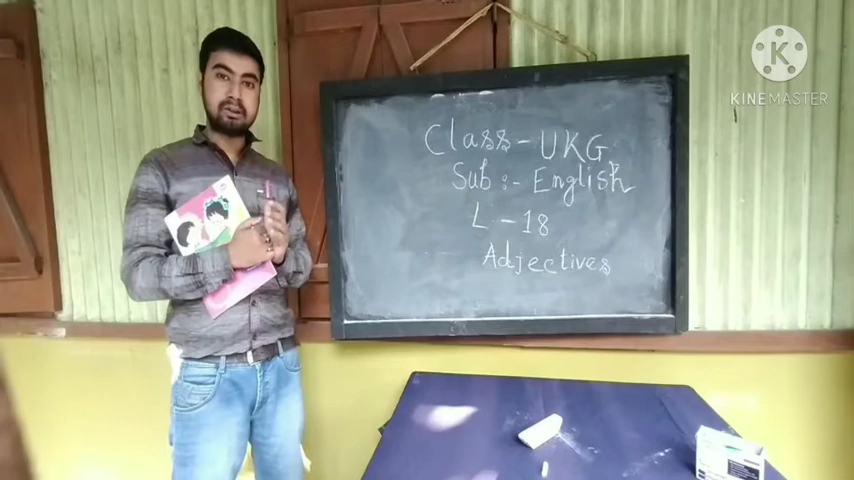 Class - UKG
Sub :- English
L - 18
Adjectives
KINEMASTER